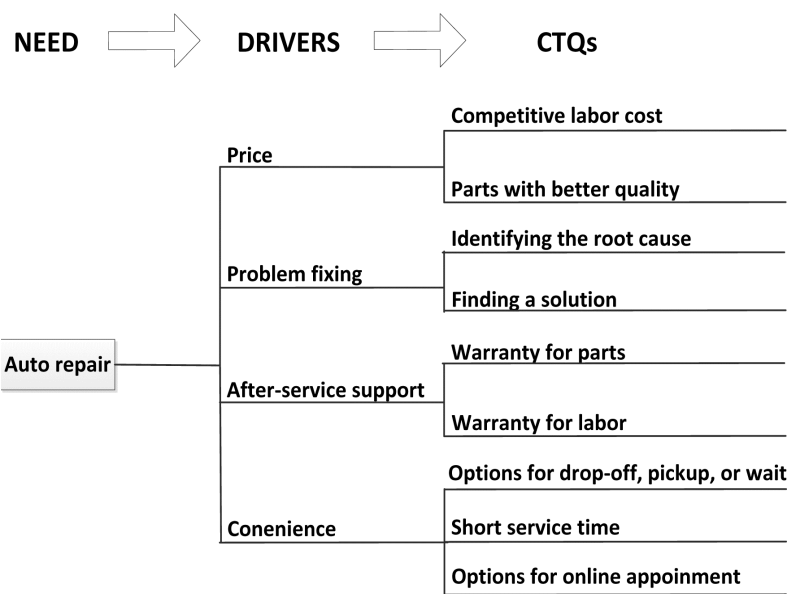 NEED
DRIVERS
CTQs
Competitive labor cost
Price
Parts with better quality
Identifying the root cause
Problem fixing
Finding a solution
Warranty for parts
Auto repair
After-service support
Warranty for labor
Options for drop-off, pickup, or wait
Conenience
Short service time
Options for online appoinment